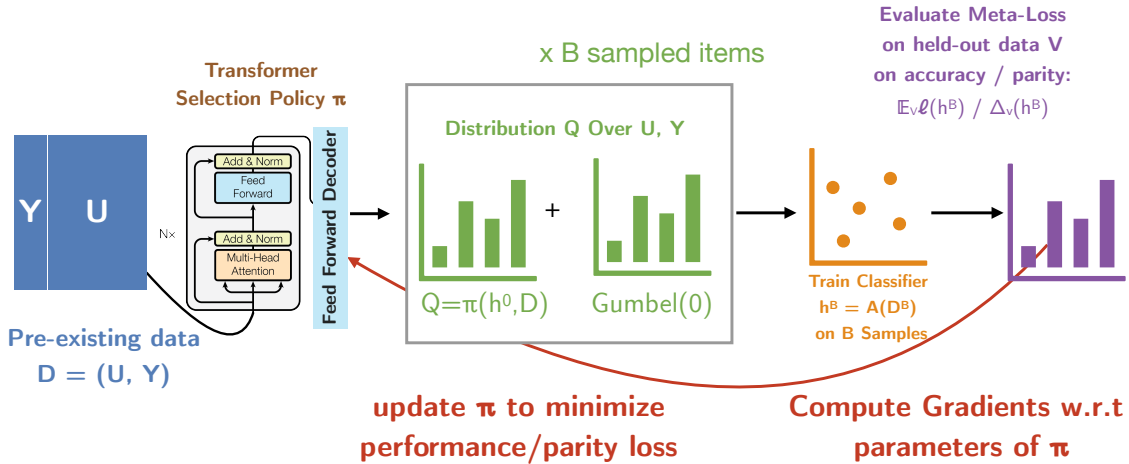 Evaluate Meta-Loss
on held-out data V
on accuracy / parity:
𝔼ᵥℓ(hᴮ) / Δᵥ(hᴮ)
x B sampled items
Transformer
Selection Policy π
Distribution Q Over U, Y
Y
U
N×
Add & Norm
Feed
Forward
Add & Norm
Multi-Head
Attention
Feed Forward Decoder
+
Q=π(h⁰,D)
Gumbel(0)
Train Classifier
hᴮ = A(Dᴮ)
on B Samples
Pre-existing data
D = (U, Y)
update π to minimize
performance/parity loss
Compute Gradients w.r.t
parameters of π